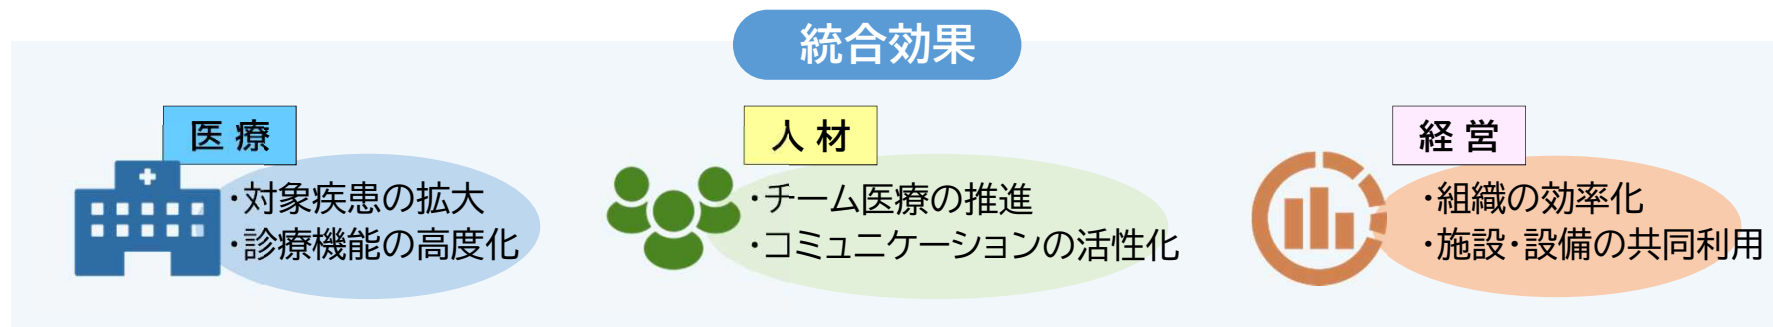 統合効果
医療
・対象疾患の拡大
・診療機能の高度化
人材
・チーム医療の推進
・コミュニケーションの活性化
経営
・組織の効率化
・施設・設備の共同利用